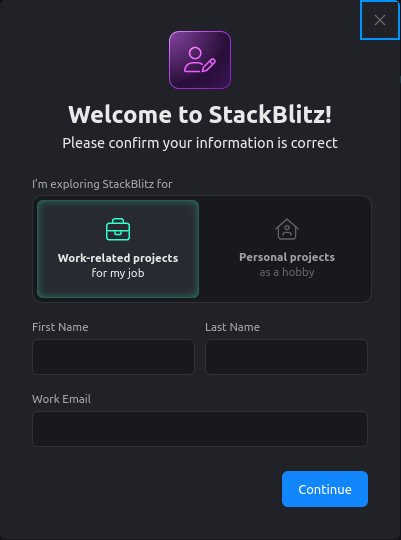 Welcome to StackBlitz!
Please confirm your information is correct
I'm exploring StackBlitz for
Work-related projects
for my job
Personal projects
as a hobby
First Name
Last Name
Work Email
Continue